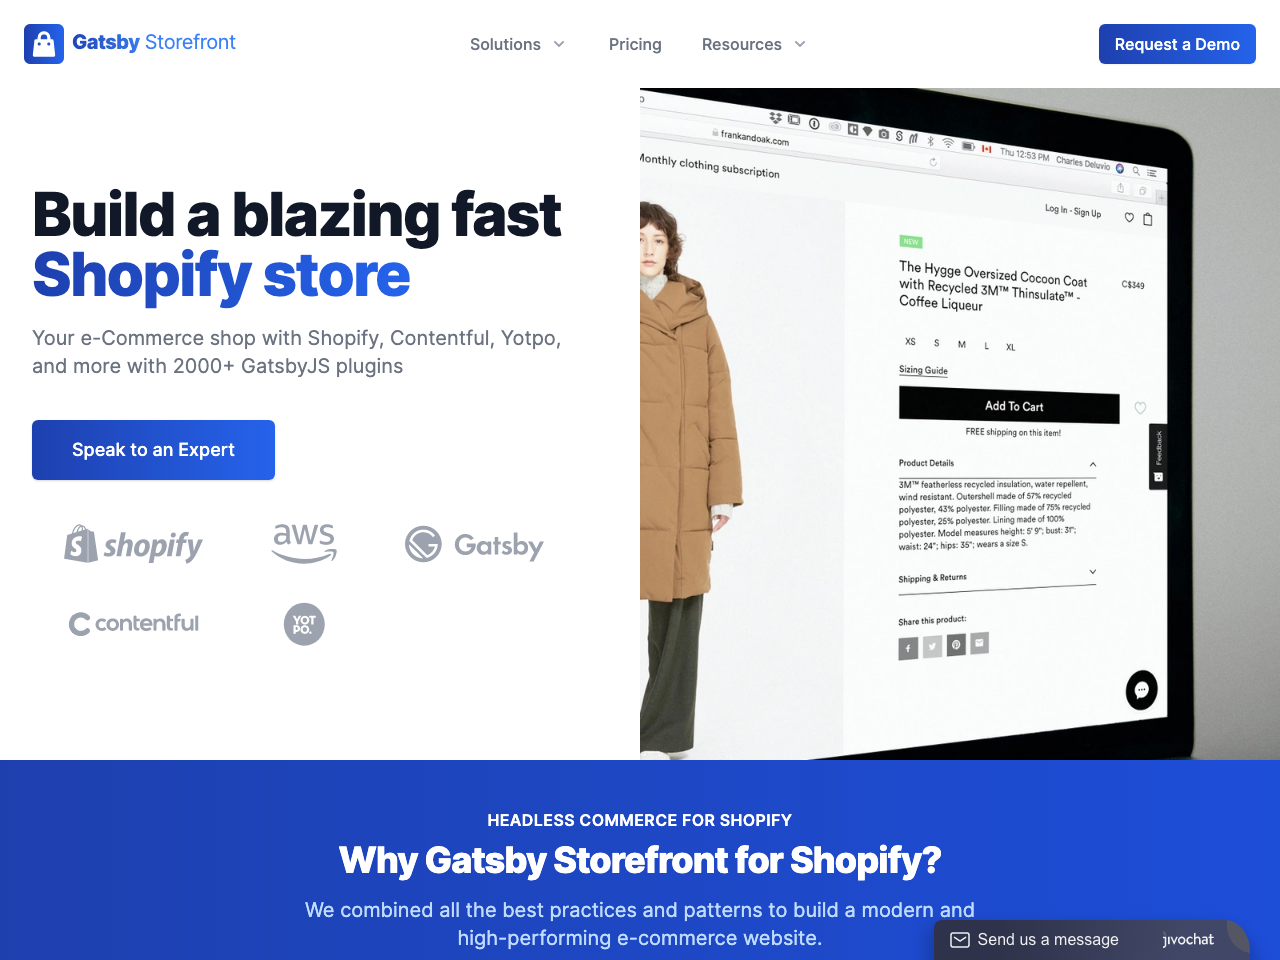 Gatsby Storefront
Solutions
Pricing
Resources
Request a Demo
Build a blazing fast
Shopify store
Your e-Commerce shop with Shopify, Contentful, Yotpo,
and more with 2000+ GatsbyJS plugins
Speak to an Expert
shopify
aws
Gatsby
contentful
YOT
PO.
Thu 12:53 PM Charles Deluvio
frankandoak.com
Monthly clothing subscription
Log In - Sign Up
NEW
The Hygge Oversized Cocoon Coat
with Recycled 3M™ Thinsulate™ -
Coffee Liqueur
C$349
XS S M L XL
Sizing Guide
Add To Cart
FREE shipping on this item!
Feedback
Product Details
3M™ featherless recycled insulation, water repellent,
wind resistant. Outershell made of 57% recycled
polyester, 43% polyester. Filling made of 75% recycled
polyester, 25% polyester. Lining made of 100%
polyester. Model measures height: 5' 9"; bust: 31";
waist: 24"; hips: 35"; wears a size S.
Shipping & Returns
Share this product:
HEADLESS COMMERCE FOR SHOPIFY
Why Gatsby Storefront for Shopify?
We combined all the best practices and patterns to build a modern and
high-performing e-commerce website.
Send us a message
jivochat